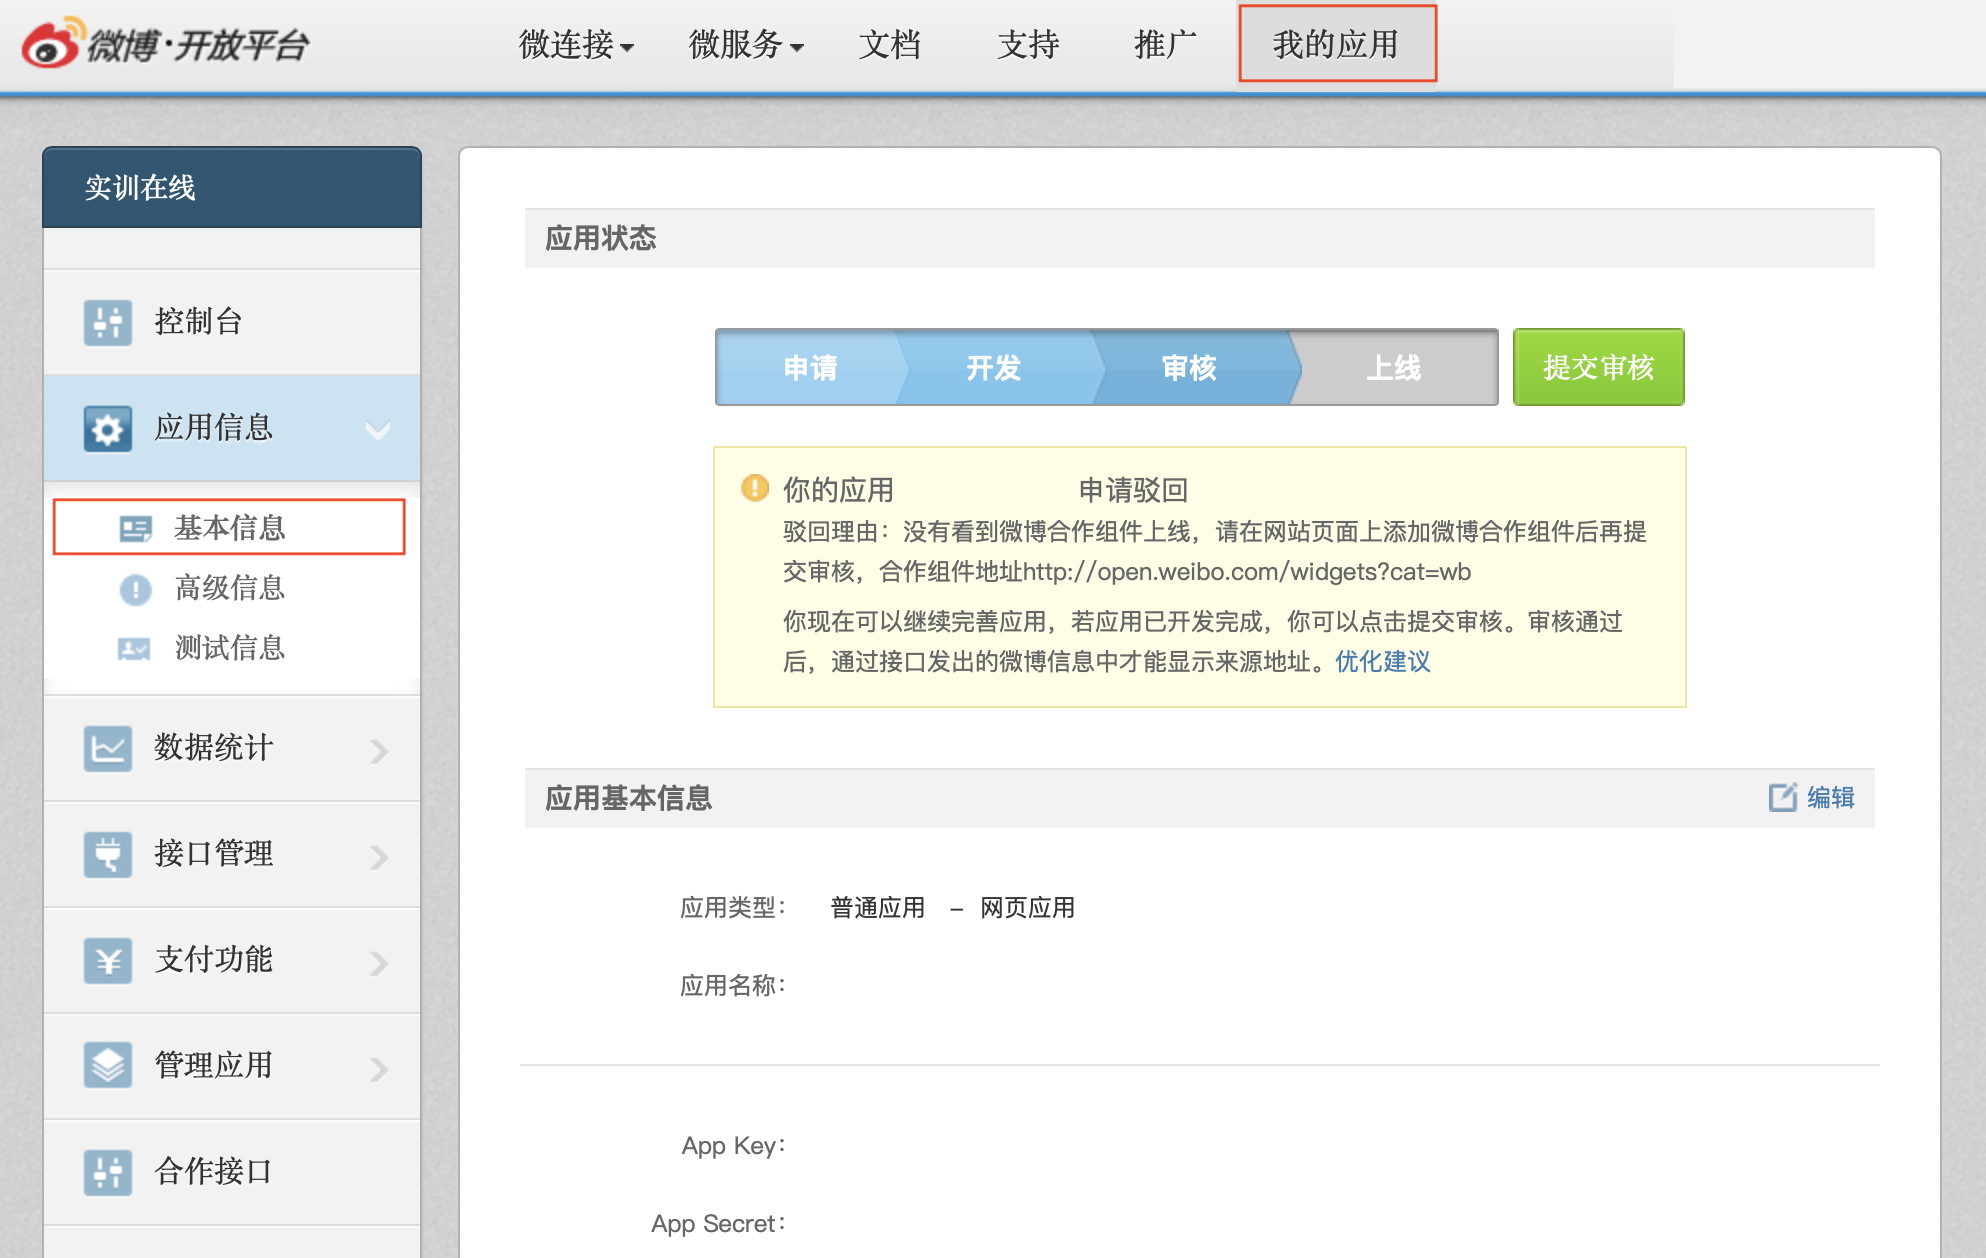 微博·开放平台
微连接 微服务 文档 支持 推广 我的应用
实训在线
控制台
应用信息
基本信息
高级信息
测试信息
数据统计
接口管理
支付功能
管理应用
合作接口
应用状态
申请 开发 审核 上线 提交审核
你的应用 申请驳回
驳回理由：没有看到微博合作组件上线，请在网站页面上添加微博合作组件后再提
交审核，合作组件地址http://open.weibo.com/widgets?cat=wb
你现在可以继续完善应用，若应用已开发完成，你可以点击提交审核。审核通过
后，通过接口发出的微博信息中才能显示来源地址。优化建议
应用基本信息 编辑
应用类型： 普通应用 – 网页应用
应用名称：
App Key：
App Secret：